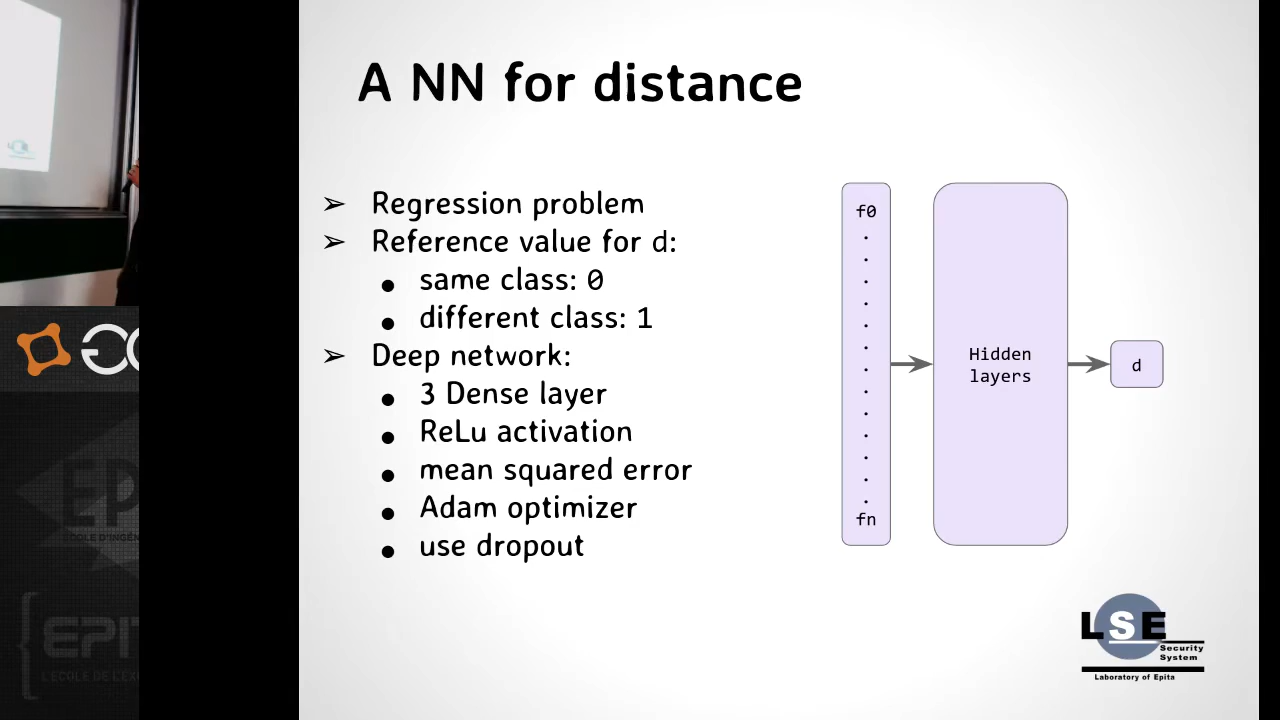 A NN for distance
➢ Regression problem
➢ Reference value for d:
● same class: 0
● different class: 1
➢ Deep network:
● 3 Dense layer
● ReLu activation
● mean squared error
● Adam optimizer
● use dropout
f0
fn
Hidden
layers
d
LSE
Security
System
Laboratory of Epita